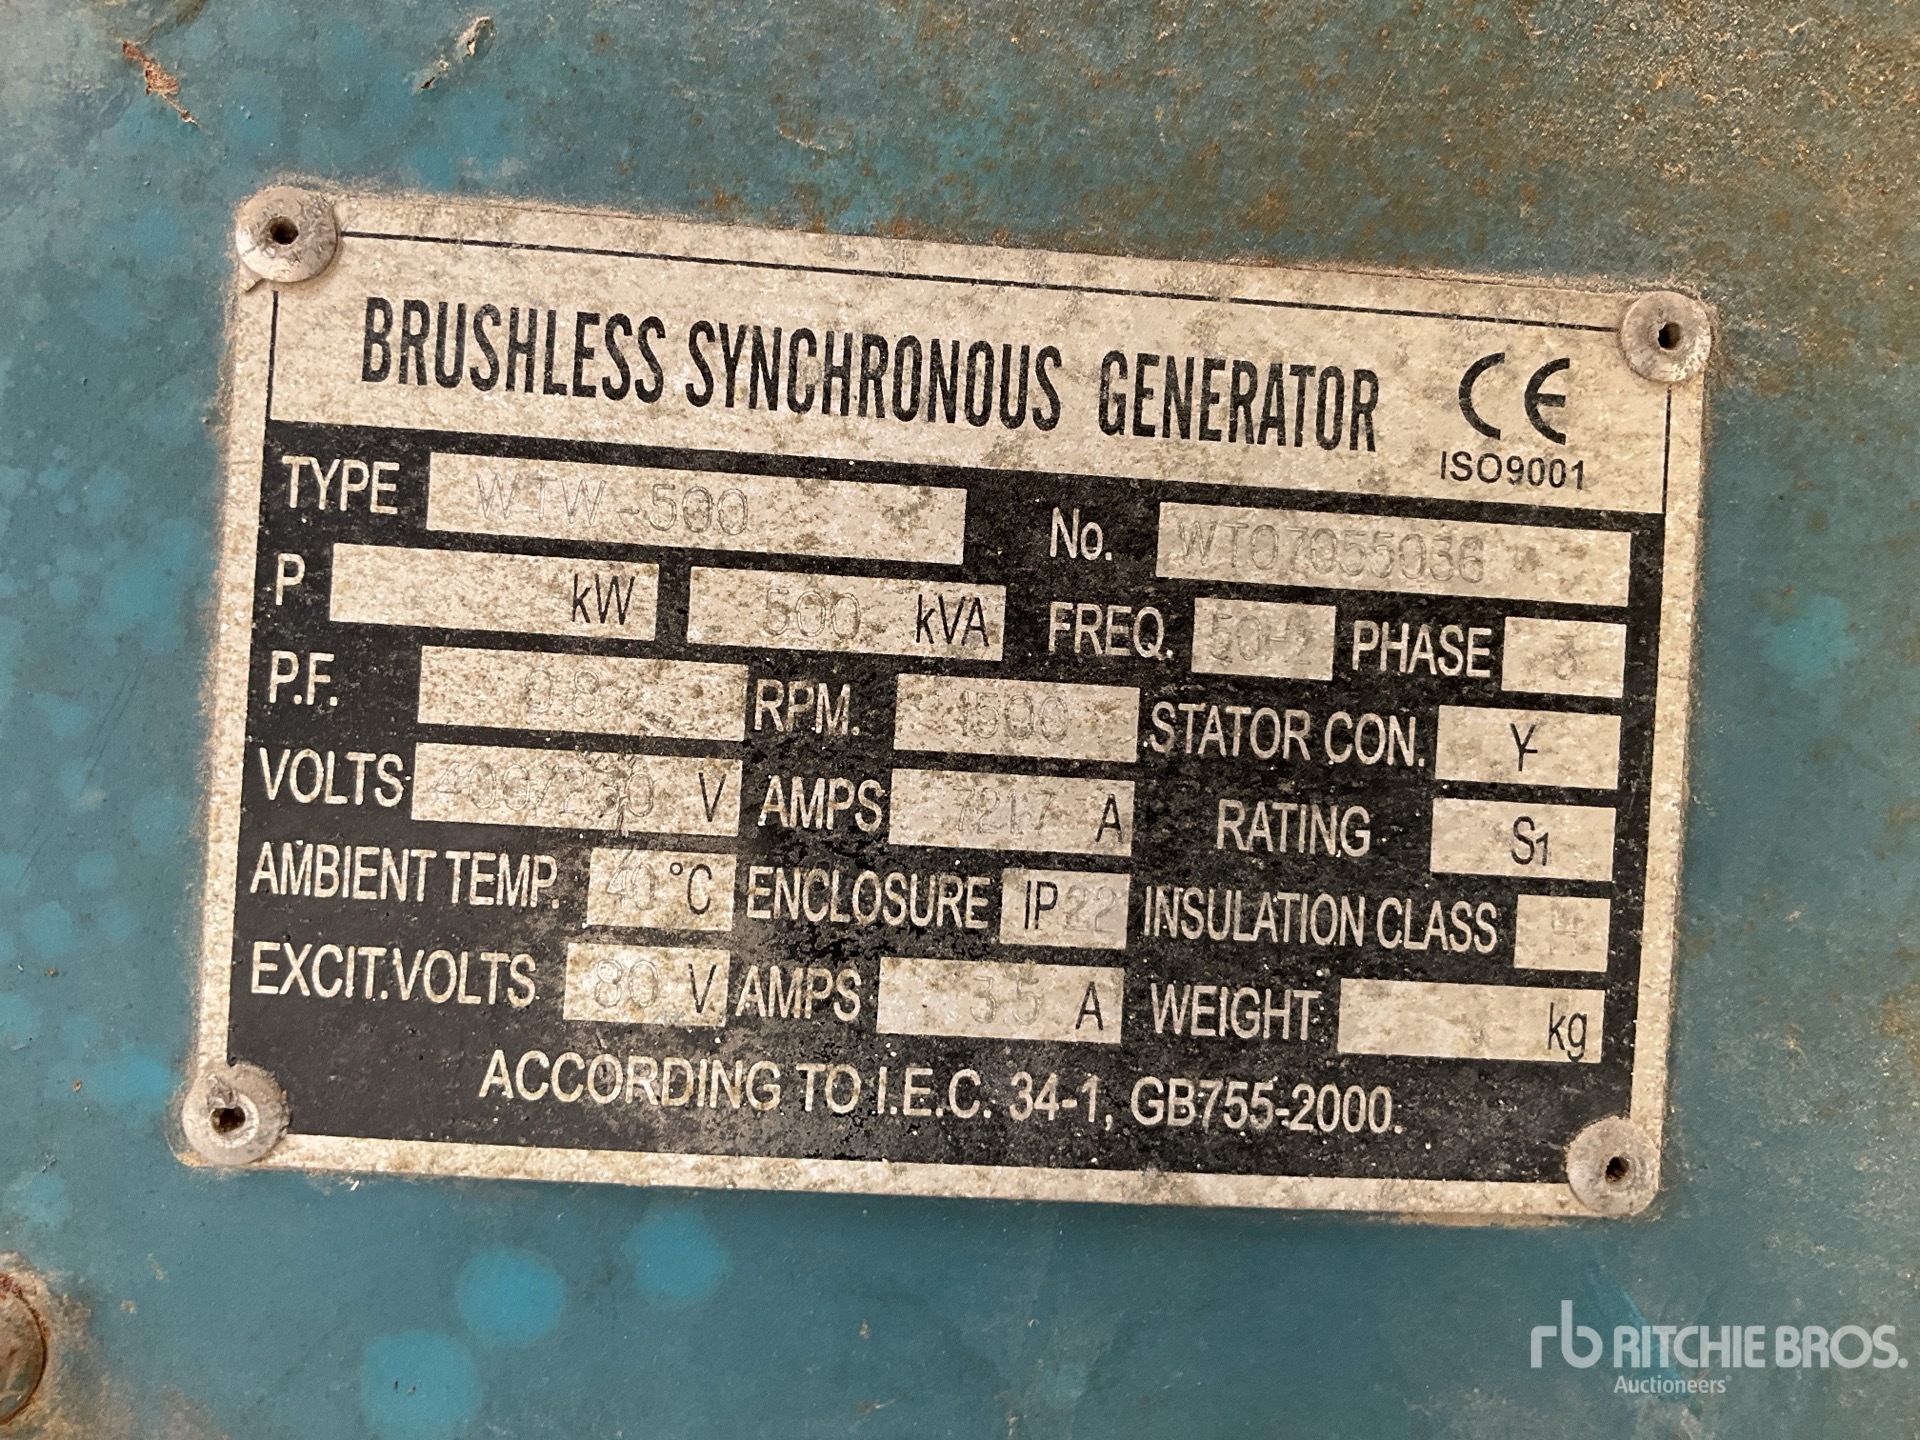 BRUSHLESS SYNCHRONOUS GENERATOR CE
ISO9001
TYPE WTW-500 No. WT07055036
P kW 500 kVA FREQ. 50Hz PHASE 3
P.F. 0.8 RPM. 1500 STATOR CON. Y
VOLTS 400/230 V AMPS 721.7 A RATING S1
AMBIENT TEMP. 40 °C ENCLOSURE IP22 INSULATION CLASS
EXCIT.VOLTS 80 V AMPS 3.5 A WEIGHT kg
ACCORDING TO I.E.C. 34-1, GB755-2000.
rb RITCHIE BROS.
Auctioneers